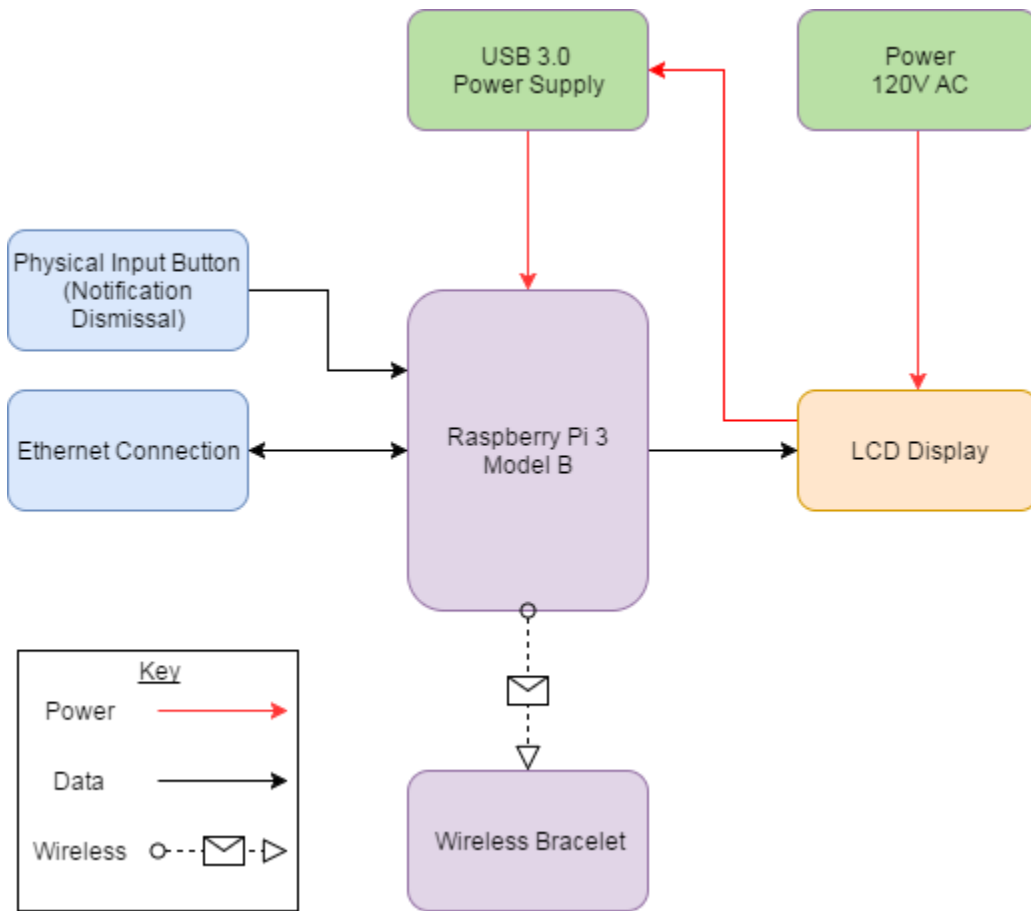 USB 3.0
Power Supply
Power
120V AC
Physical Input Button
(Notification
Dismissal)
Ethernet Connection
Raspberry Pi 3
Model B
LCD Display
Key
Power
Data
Wireless
Wireless Bracelet